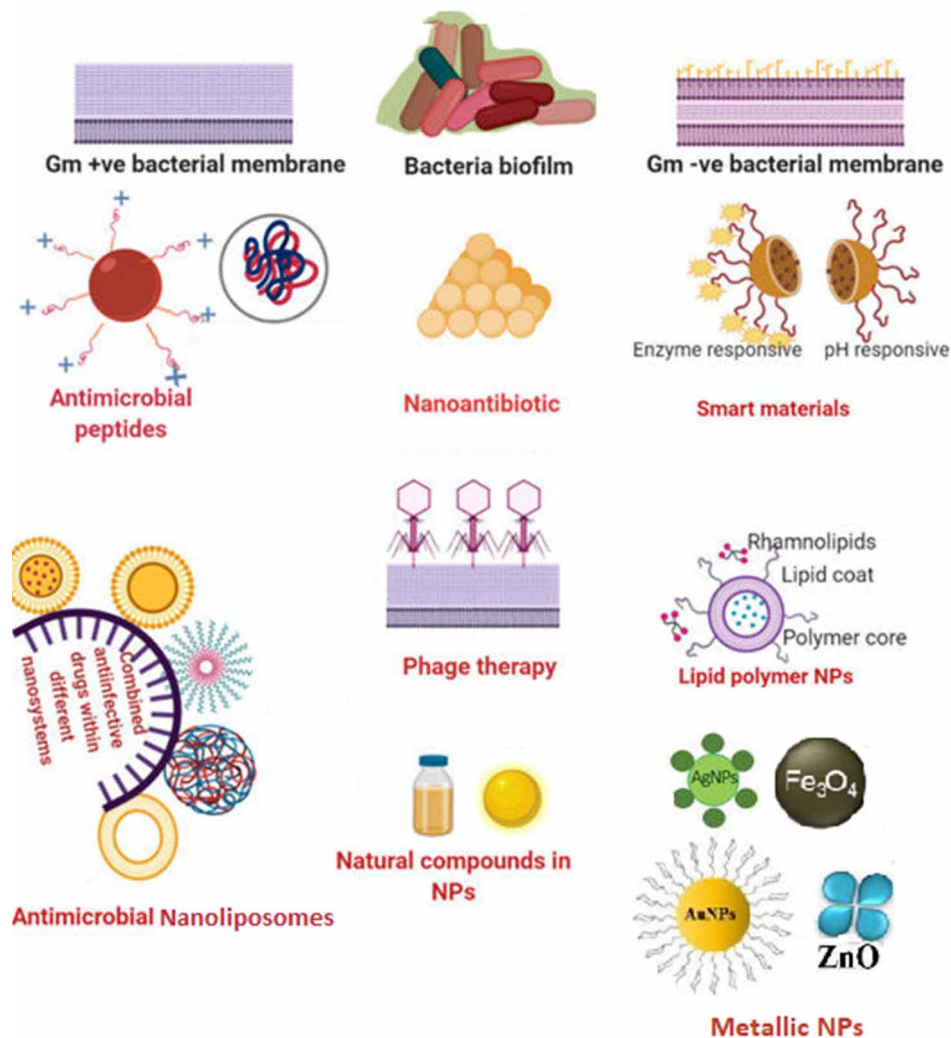 Gm +ve bacterial membrane
Bacteria biofilm
Gm -ve bacterial membrane
Antimicrobial
peptides
Nanoantibiotic
Enzyme responsive
pH responsive
Smart materials
Combined
antiinfective
drugs within
different
nanosystems
Antimicrobial Nanoliposomes
Phage therapy
Rhamnolipids
Lipid coat
Polymer core
Lipid polymer NPs
Natural compounds in
NPs
AgNPs
Fe₃O₄
AuNPs
ZnO
Metallic NPs